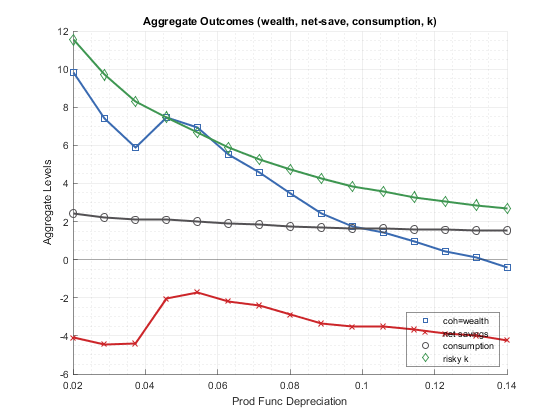 Aggregate Outcomes (wealth, net-save, consumption, k)
12
10
8
6
4
2
0
-2
-4
-6
Aggregate Levels
0.02
0.04
0.06
0.08
0.1
0.12
0.14
Prod Func Depreciation
coh=wealth
net savings
consumption
risky k